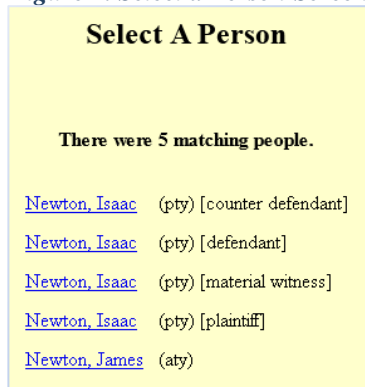 Select A Person
There were 5 matching people.
Newton, Isaac (pty) [counter defendant]
Newton, Isaac (pty) [defendant]
Newton, Isaac (pty) [material witness]
Newton, Isaac (pty) [plaintiff]
Newton, James (aty)